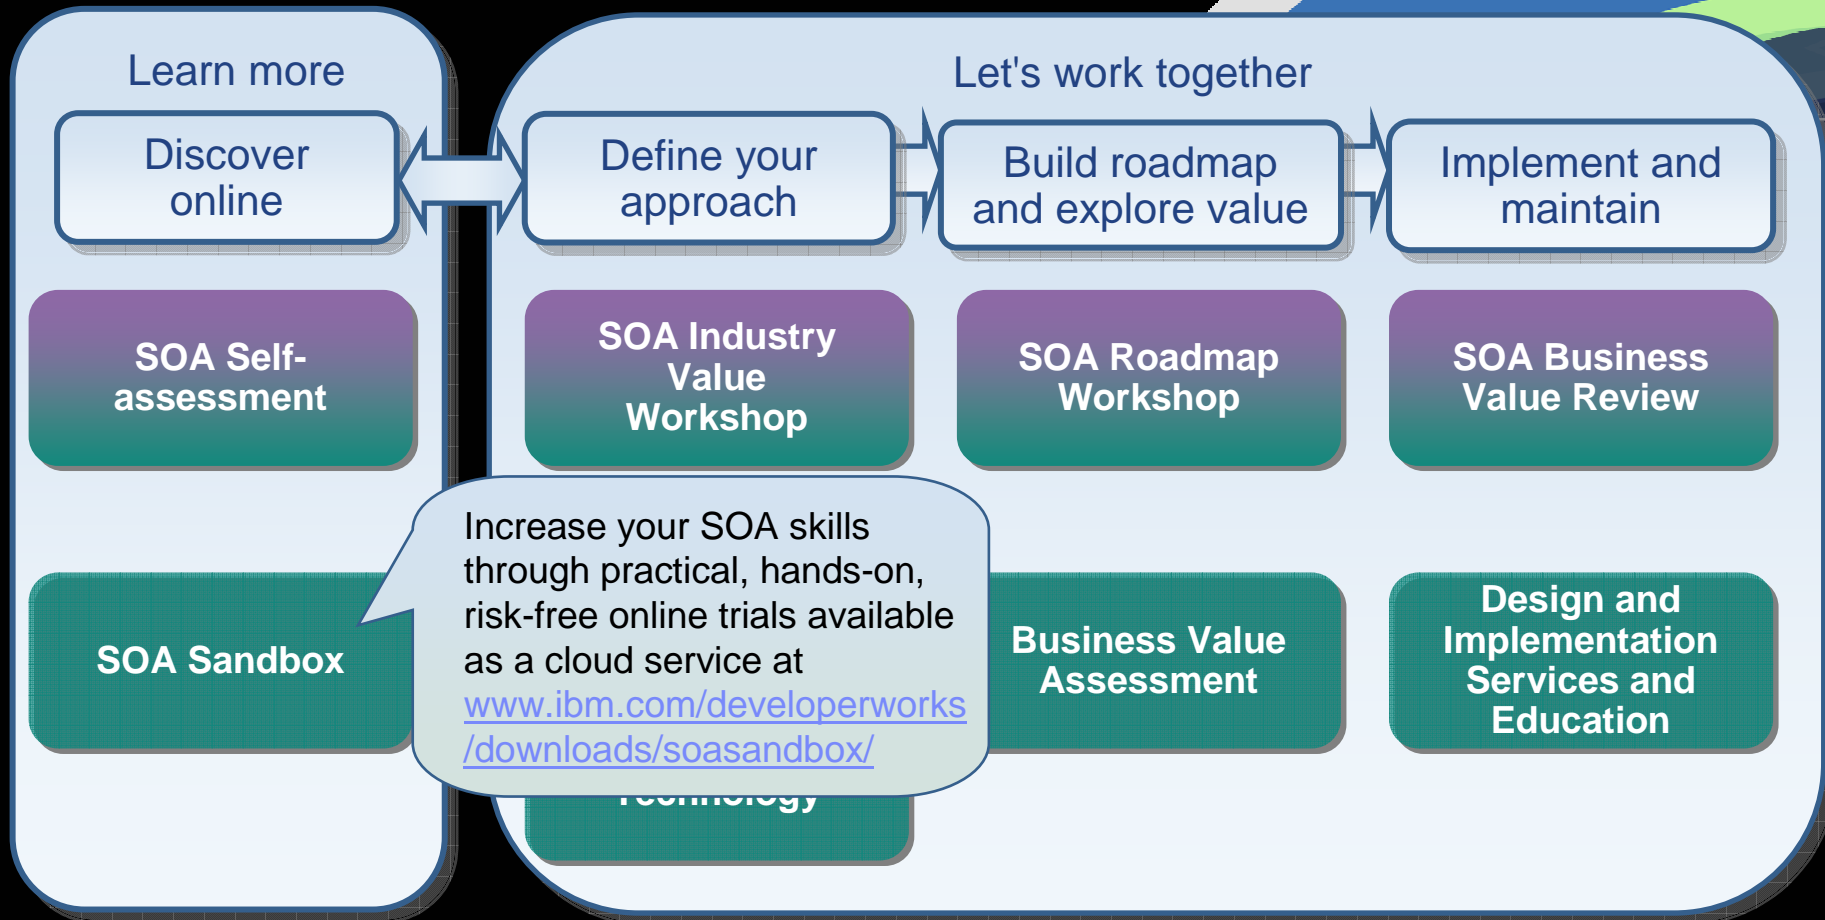 Learn more
Discover
online
SOA Self-
assessment
SOA Sandbox
Let's work together
Define your
approach
Build roadmap
and explore value
Implement and
maintain
SOA Industry
Value
Workshop
SOA Roadmap
Workshop
SOA Business
Value Review
Increase your SOA skills
through practical, hands-on,
risk-free online trials available
as a cloud service at
www.ibm.com/developerworks
/downloads/soasandbox/
Business Value
Assessment
Design and
Implementation
Services and
Education
Technology